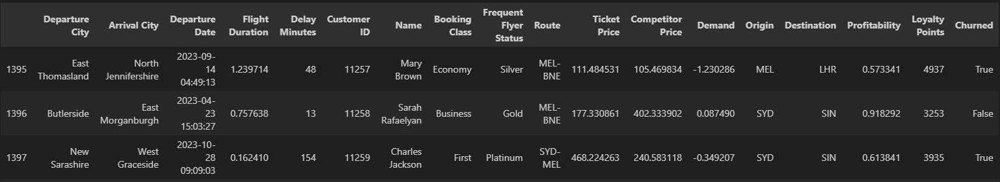 Departure City Arrival City Departure Date Flight Duration Delay Minutes Customer ID Name Booking Class Frequent Flyer Status Route Ticket Price Competitor Price Demand Origin Destination Profitability Loyalty Points Churned
1395 East Thomasland North Jennifershire 2023-09-14 04:49:13 1.239714 48 11257 Mary Brown Economy Silver MEL-BNE 111.484531 105.469834 -1.230286 MEL LHR 0.573341 4937 True
1396 Butlerside East Morganburgh 2023-04-23 15:03:27 0.757638 13 11258 Sarah Rafaelyan Business Gold MEL-BNE 177.330861 402.333902 0.087490 SYD SIN 0.918292 3253 False
1397 New Sarashire West Graceside 2023-10-28 09:09:03 0.162410 154 11259 Charles Jackson First Platinum SYD-MEL 468.224263 240.583118 -0.349207 SYD SIN 0.613841 3935 True